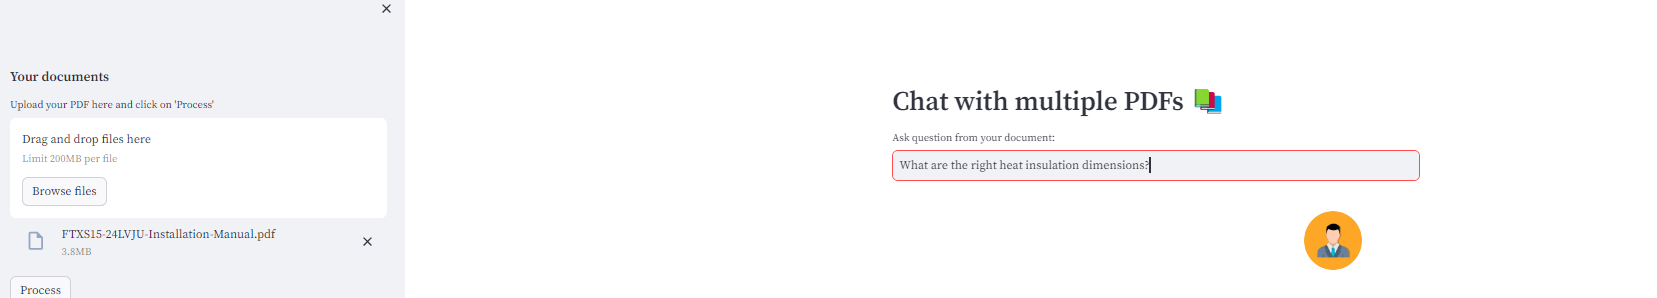 Your documents
Upload your PDF here and click on 'Process'
Drag and drop files here
Limit 200MB per file
Browse files
FTXS15-24LVJU-Installation-Manual.pdf
3.8MB
Process
Chat with multiple PDFs
Ask question from your document:
What are the right heat insulation dimensions?